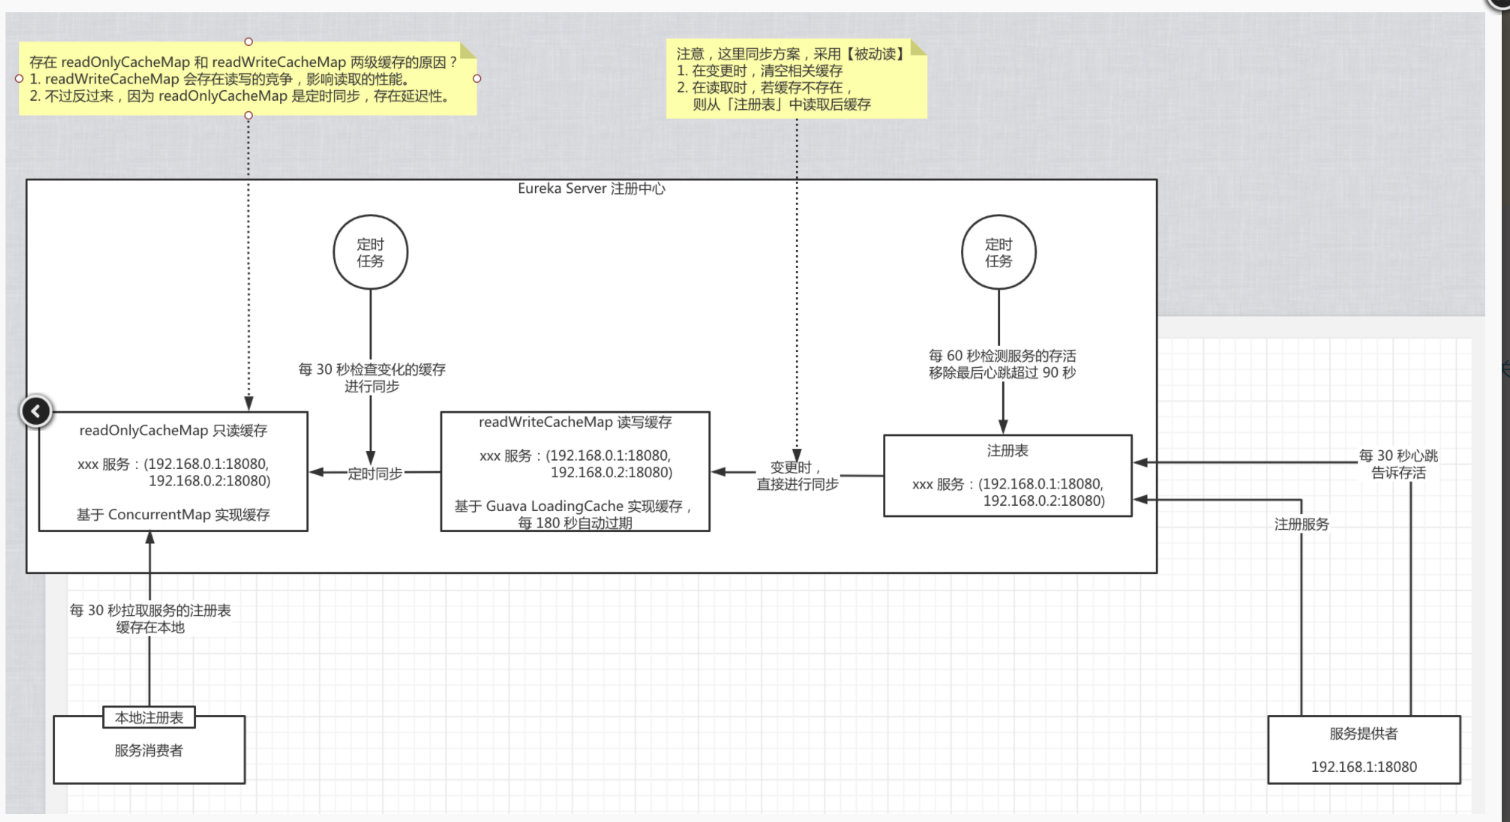 存在 readOnlyCacheMap 和 readWriteCacheMap 两级缓存的原因？
1. readWriteCacheMap 会存在读写的竞争，影响读取的性能。
2. 不过反过来，因为 readOnlyCacheMap 是定时同步，存在延迟性。
注意，这里同步方案，采用【被动读】
1. 在变更时，清空相关缓存
2. 在读取时，若缓存不存在，
则从「注册表」中读取后缓存
Eureka Server 注册中心
定时
任务
定时
任务
每 30 秒检查变化的缓存
进行同步
每 60 秒检测服务的存活
移除最后心跳超过 90 秒
readOnlyCacheMap 只读缓存
xxx 服务：(192.168.0.1:18080,
192.168.0.2:18080)
基于 ConcurrentMap 实现缓存
定时同步
readWriteCacheMap 读写缓存
xxx 服务：(192.168.0.1:18080,
192.168.0.2:18080)
基于 Guava LoadingCache 实现缓存，
每 180 秒自动过期
变更时，
直接进行同步
注册表
xxx 服务：(192.168.0.1:18080,
192.168.0.2:18080)
每 30 秒心跳
告诉存活
注册服务
每 30 秒拉取服务的注册表
缓存在本地
本地注册表
服务消费者
服务提供者
192.168.1:18080